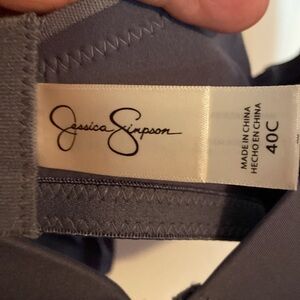 Jessica Simpson
MADE IN CHINA
HECHO EN CHINA
40C